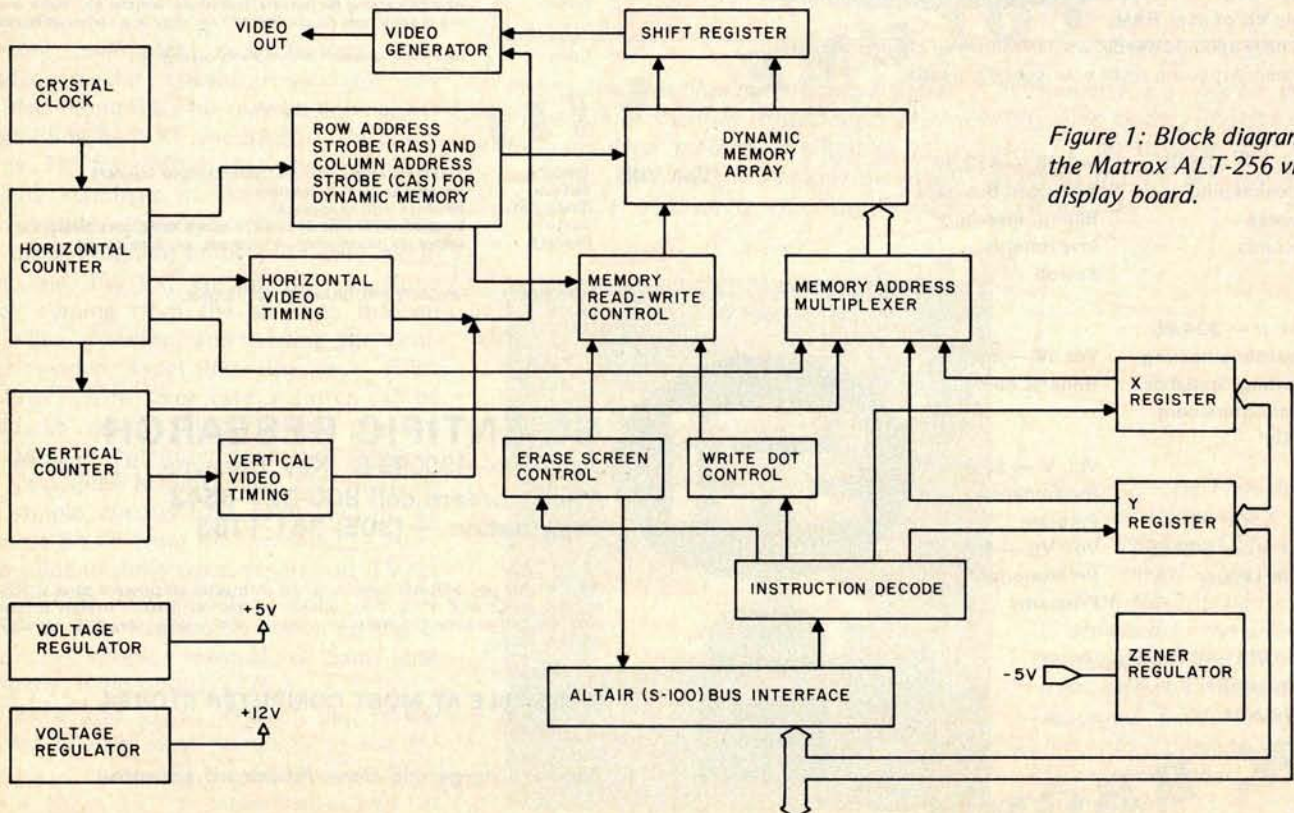 VIDEO
OUT
VIDEO
GENERATOR
SHIFT REGISTER
CRYSTAL
CLOCK
ROW ADDRESS
STROBE (RAS) AND
COLUMN ADDRESS
STROBE (CAS) FOR
DYNAMIC MEMORY
DYNAMIC
MEMORY
ARRAY
Figure 1: Block diagram
the Matrox ALT-256 vi
display board.
HORIZONTAL
COUNTER
HORIZONTAL
VIDEO
TIMING
MEMORY
READ-WRITE
CONTROL
MEMORY ADDRESS
MULTIPLEXER
X
REGISTER
VERTICAL
COUNTER
VERTICAL
VIDEO
TIMING
ERASE SCREEN
CONTROL
WRITE DOT
CONTROL
Y
REGISTER
INSTRUCTION DECODE
VOLTAGE
REGULATOR
+5V
ALTAIR (S-100) BUS INTERFACE
-5V
ZENER
REGULATOR
VOLTAGE
REGULATOR
+12V